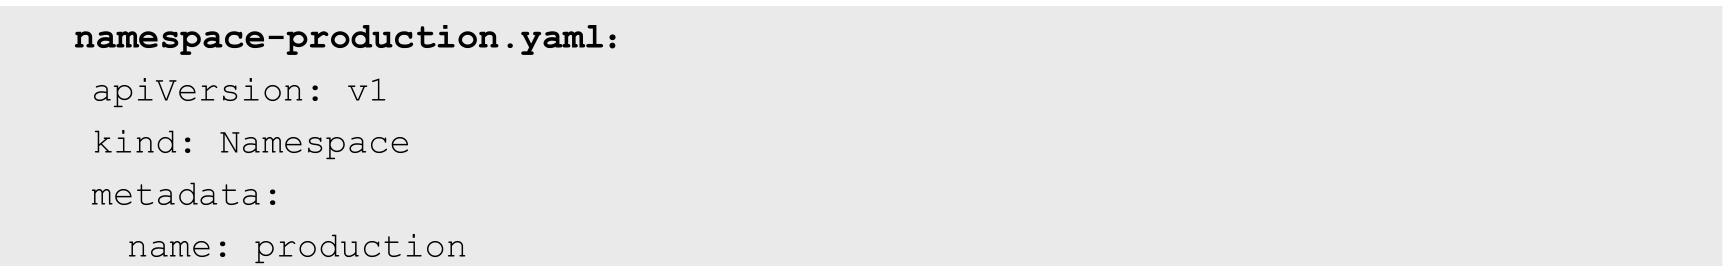 namespace-production.yaml:
apiVersion: v1
kind: Namespace
metadata:
  name: production